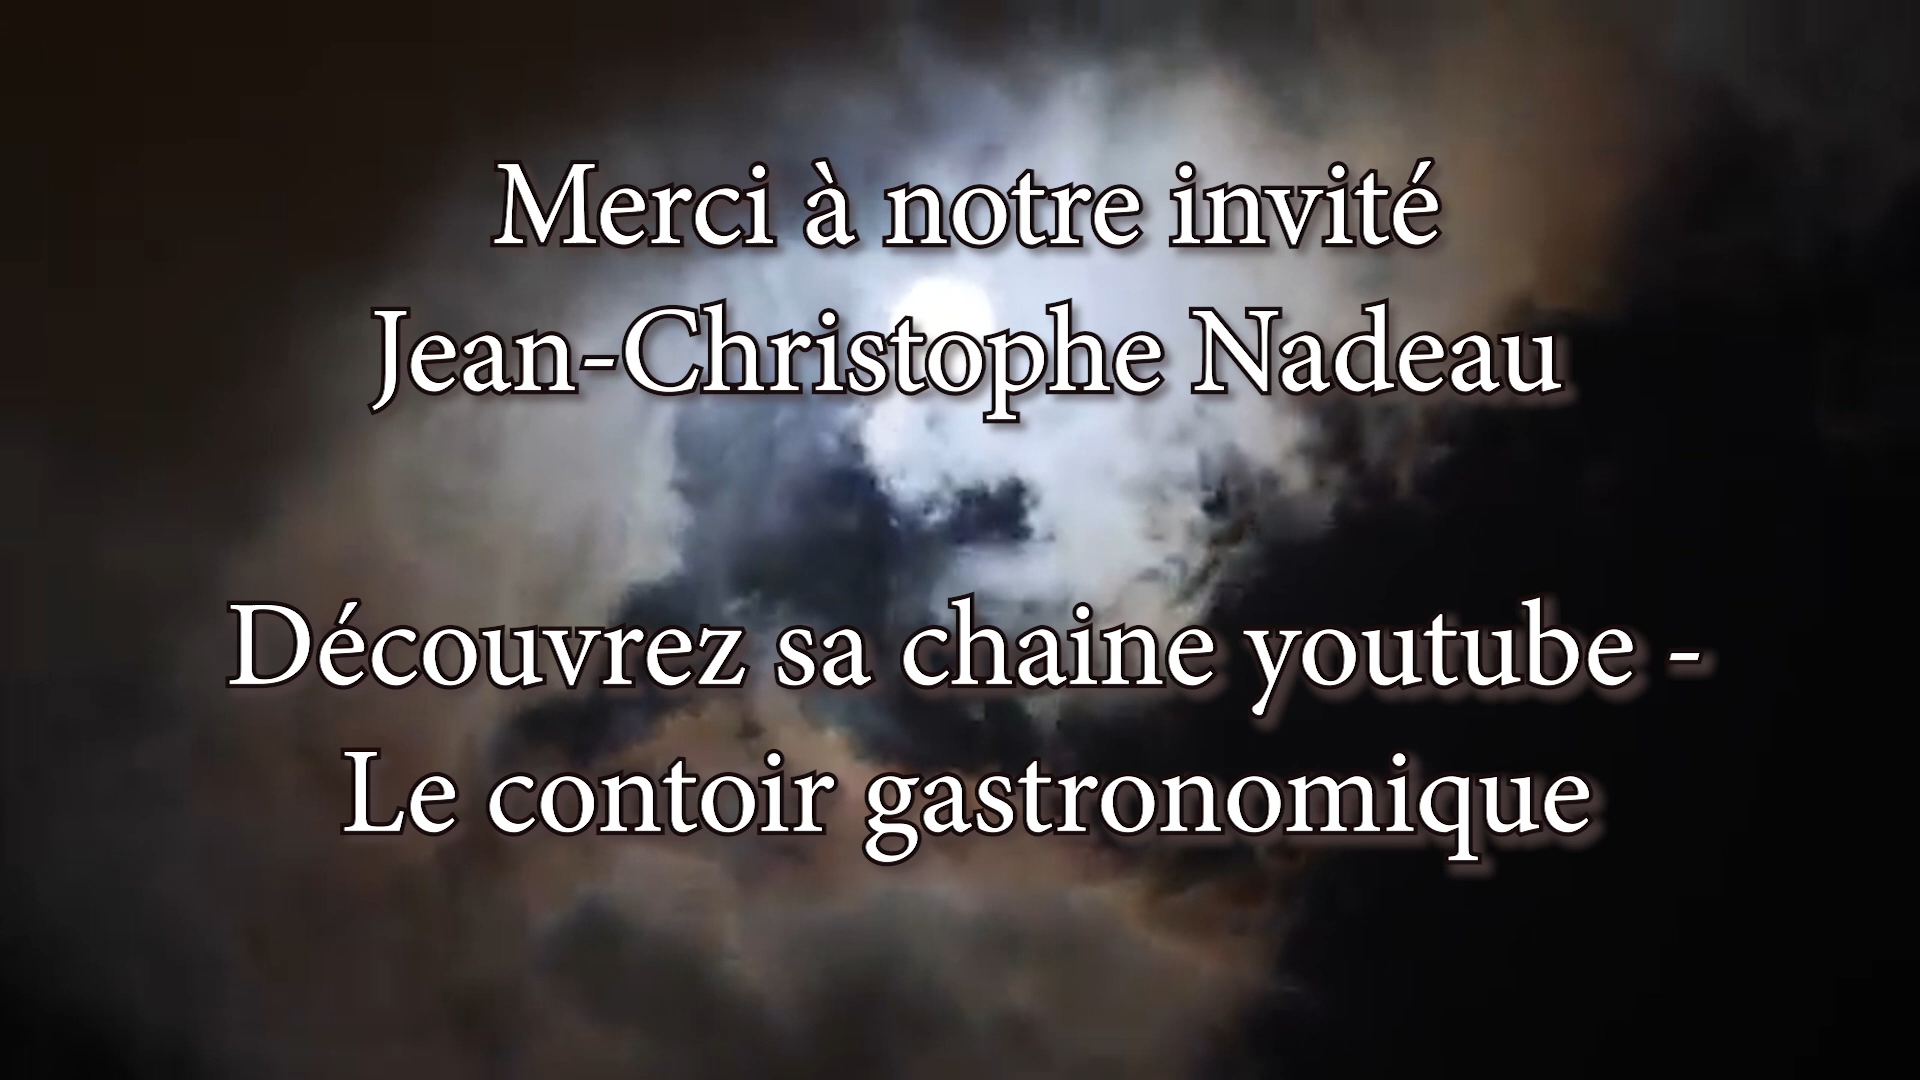 Merci à notre invité
Jean-Christophe Nadeau
Découvrez sa chaine youtube -
Le contoir gastronomique